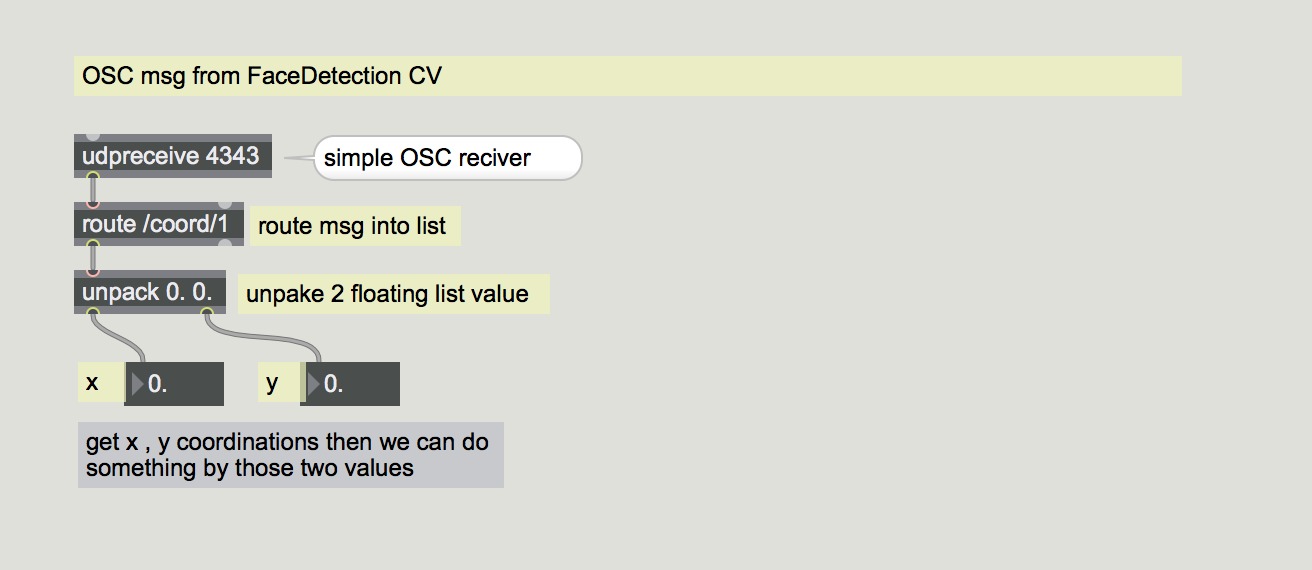 OSC msg from FaceDetection CV
udpreceive 4343
simple OSC reciver
route /coord/1
route msg into list
unpack 0. 0.
unpake 2 floating list value
x
0.
y
0.
get x , y coordinations then we can do
something by those two values